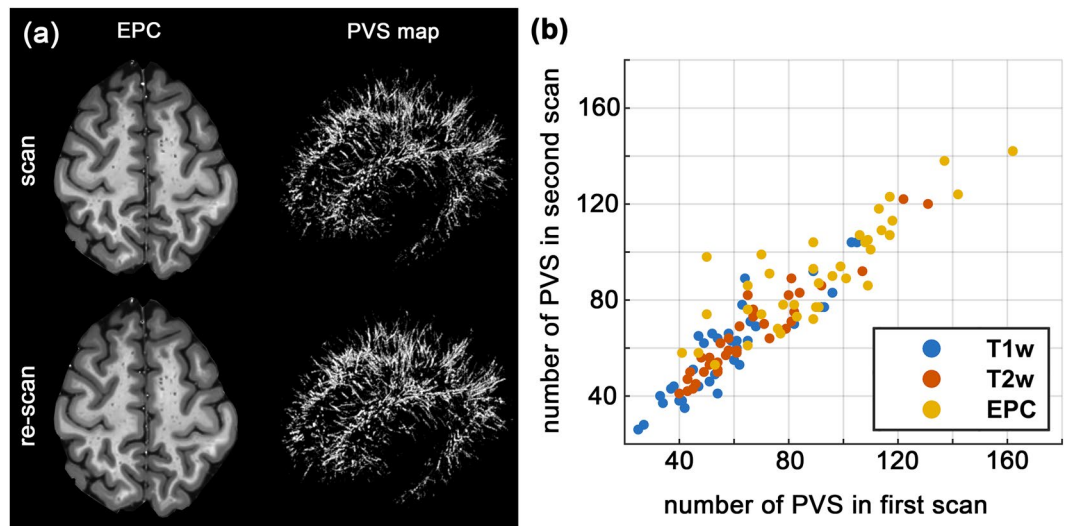 (a)
EPC
PVS map
scan
re-scan
(b)
number of PVS in second scan
160
120
80
40
40
80
120
160
number of PVS in first scan
T1w
T2w
EPC